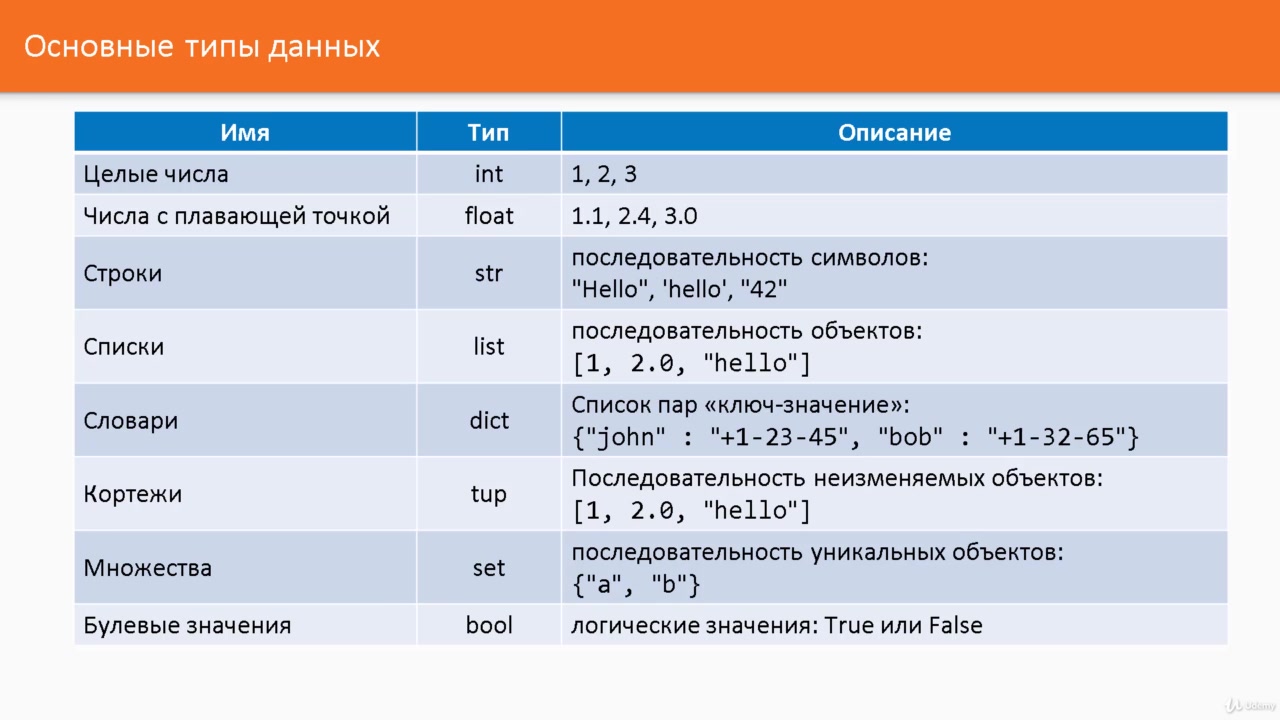 Основные типы данных
Имя Тип Описание
Целые числа int 1, 2, 3
Числа с плавающей точкой float 1.1, 2.4, 3.0
Строки str последовательность символов:
"Hello", 'hello', "42"
Списки list последовательность объектов:
[1, 2.0, "hello"]
Словари dict Список пар «ключ-значение»:
{"john" : "+1-23-45", "bob" : "+1-32-65"}
Кортежи tup Последовательность неизменяемых объектов:
[1, 2.0, "hello"]
Множества set последовательность уникальных объектов:
{"a", "b"}
Булевые значения bool логические значения: True или False
Udemy